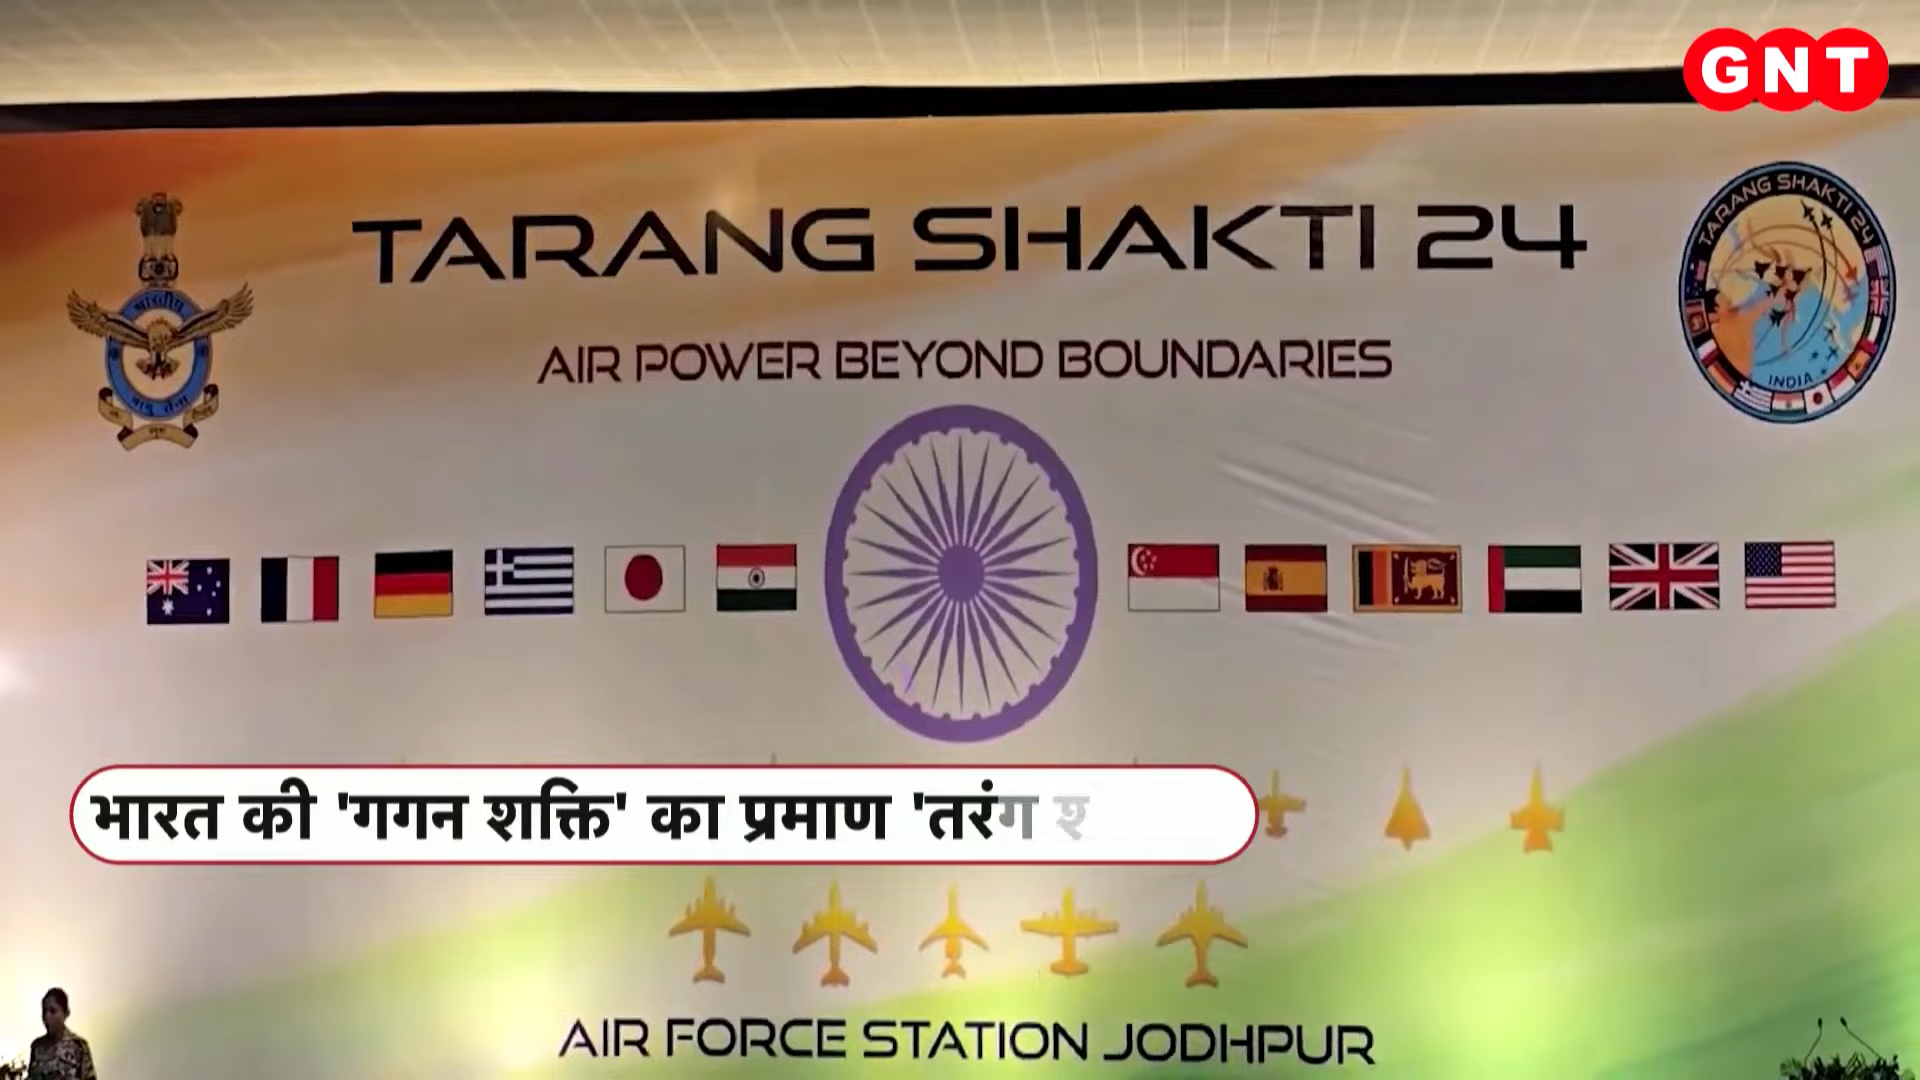 GNT
TARANG SHAKTI 24
TARANG SHAKTI 24
INDIA
भारतीय
वायु सेना
AIR POWER BEYOND BOUNDARIES
भारत की 'गगन शक्ति' का प्रमाण 'तरंग श
AIR FORCE STATION JODHPUR